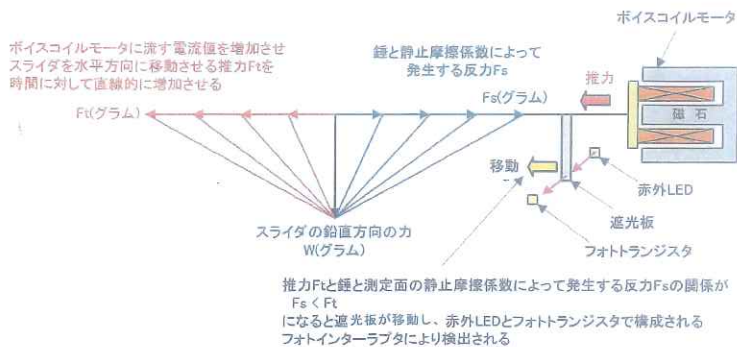 ボイスコイルモータ
ボイスコイルモータに流す電流値を増加させ
スライダを水平方向に移動させる推力Ftを
時間に対して直線的に増加させる
錘と静止摩擦係数によって
発生する反力Fs
Ft(グラム)
Fs(グラム)
推力
磁 石
移動
赤外LED
遮光板
フォトトランジスタ
スライダの鉛直方向の力
W(グラム)
推力Ftと錘と測定面の静止摩擦係数によって発生する反力Fsの関係が
Fs < Ft
になると遮光板が移動し、赤外LEDとフォトトランジスタで構成される
フォトインターラプタにより検出される